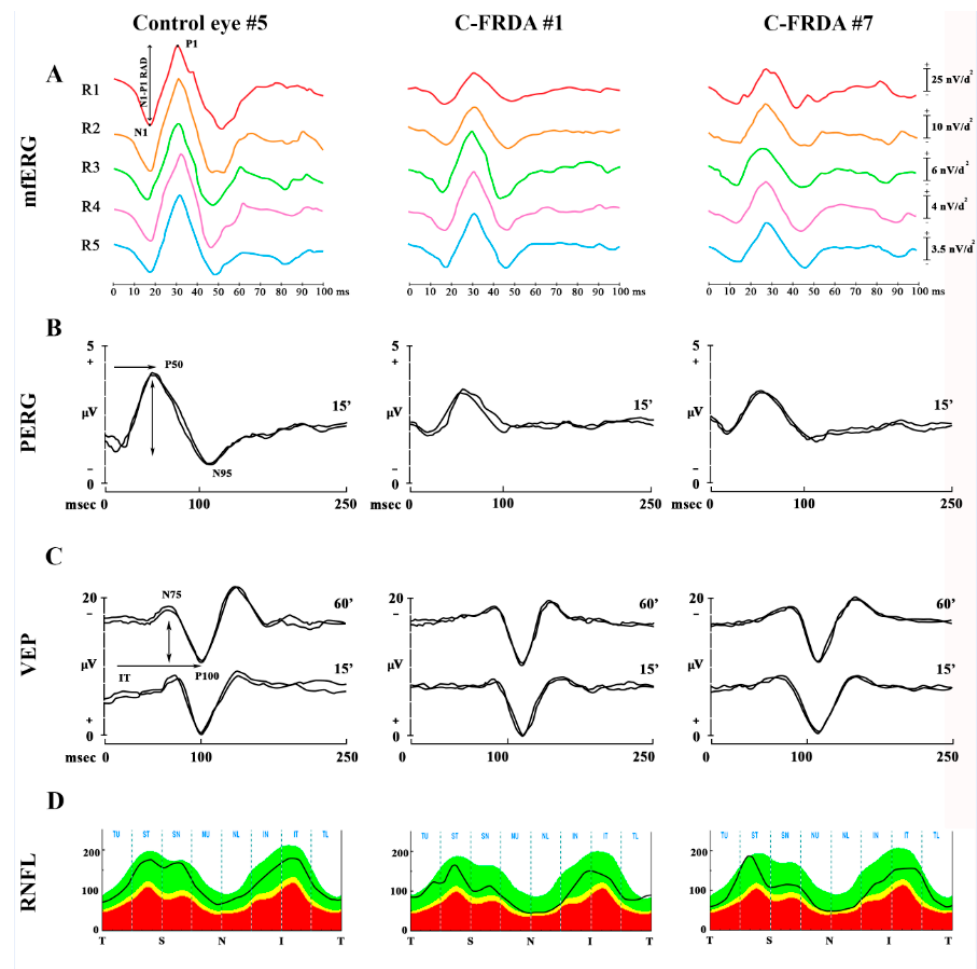 Control eye #5 C-FRDA #1 C-FRDA #7
A
mfERG
N1-P1 RAD
P1
N1
R1
R2
R3
R4
R5
+ 25 nV/d² -
+ 10 nV/d² -
+ 6 nV/d² -
+ 4 nV/d² -
+ 3.5 nV/d² -
0 10 20 30 40 50 60 70 80 90 100 ms
0 10 20 30 40 50 60 70 80 90 100 ms
0 10 20 30 40 50 60 70 80 90 100 ms
B
PERG
5 5 5
+ + +
P50
15' 15' 15'
µV µV µV
N95
− − −
0 0 0
msec 0 100 250 msec 0 100 250 msec 0 100 250
C
VEP
N75
20 60' 20 60' 20 60'
− − −
µV 15' µV 15' µV 15'
IT P100
+ + +
0 0 0
msec 0 100 250 msec 0 100 250 msec 0 100 250
D
RNFL
TU ST SN NU NL IN IT TL TU ST SN NU NL IN IT TL TU ST SN NU NL IN IT TL
200 200 200
100 100 100
0 0 0
T S N I T T S N I T T S N I T